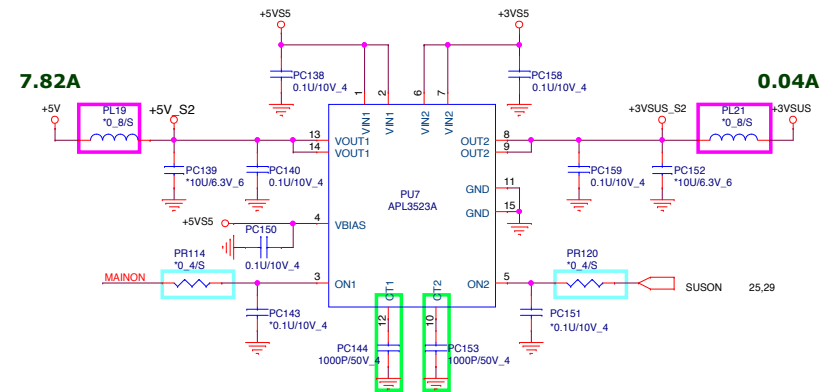 +5VS5
+3VS5
7.82A
0.04A
PC138
0.1U/10V_4
PC158
0.1U/10V_4
+5V
PL19
*0_8/S
+5V_S2
1
2
6
7
VIN1
VIN1
VIN2
VIN2
+3VSUS_S2
PL21
*0_8/S
+3VSUS
13
14
VOUT1
VOUT1
OUT2
OUT2
8
9
PC139
*10U/6.3V_6
PC140
0.1U/10V_4
PC159
0.1U/10V_4
PC152
*10U/6.3V_6
PU7
APL3523A
GND
11
GND
15
+5VS5
PC150
0.1U/10V_4
4
VBIAS
MAINON
PR114
*0_4/S
3
ON1
ON2
5
PR120
*0_4/S
SUSON
25,29
CT1
CT2
12
10
PC143
*0.1U/10V_4
PC144
1000P/50V_4
PC153
1000P/50V_4
PC151
*0.1U/10V_4